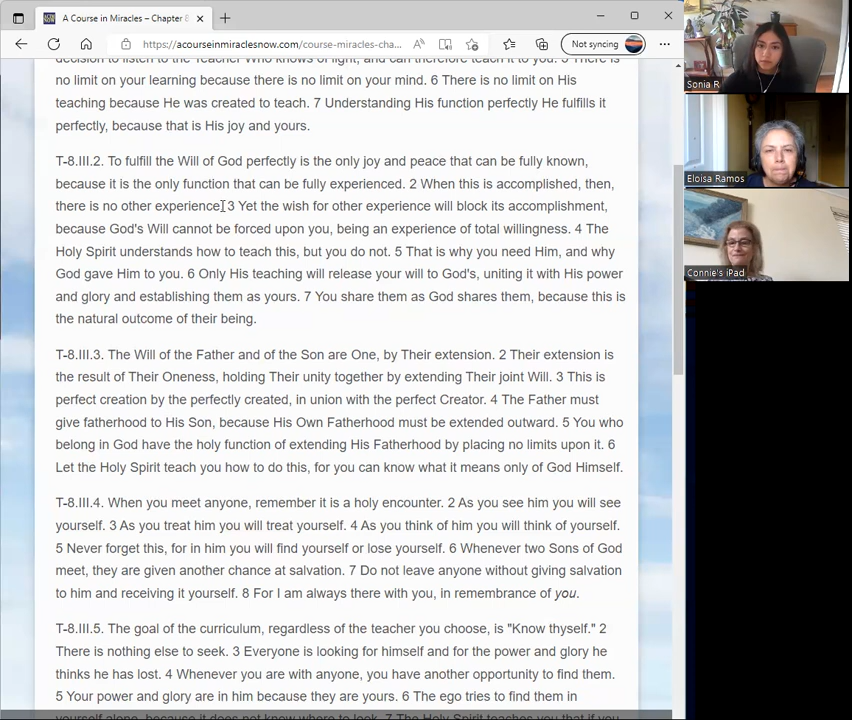 A Course in Miracles – Chapter 8
https://acourseinmiraclesnow.com/course-miracles-cha...
Not syncing
decision to listen to the Teacher Who knows of light, and can therefore teach it to you. 5 There is
no limit on your learning because there is no limit on your mind. 6 There is no limit on His
teaching because He was created to teach. 7 Understanding His function perfectly He fulfills it
perfectly, because that is His joy and yours.
T-8.III.2. To fulfill the Will of God perfectly is the only joy and peace that can be fully known,
because it is the only function that can be fully experienced. 2 When this is accomplished, then,
there is no other experience. 3 Yet the wish for other experience will block its accomplishment,
because God's Will cannot be forced upon you, being an experience of total willingness. 4 The
Holy Spirit understands how to teach this, but you do not. 5 That is why you need Him, and why
God gave Him to you. 6 Only His teaching will release your will to God's, uniting it with His power
and glory and establishing them as yours. 7 You share them as God shares them, because this is
the natural outcome of their being.
T-8.III.3. The Will of the Father and of the Son are One, by Their extension. 2 Their extension is
the result of Their Oneness, holding Their unity together by extending Their joint Will. 3 This is
perfect creation by the perfectly created, in union with the perfect Creator. 4 The Father must
give fatherhood to His Son, because His Own Fatherhood must be extended outward. 5 You who
belong in God have the holy function of extending His Fatherhood by placing no limits upon it. 6
Let the Holy Spirit teach you how to do this, for you can know what it means only of God Himself.
T-8.III.4. When you meet anyone, remember it is a holy encounter. 2 As you see him you will see
yourself. 3 As you treat him you will treat yourself. 4 As you think of him you will think of yourself.
5 Never forget this, for in him you will find yourself or lose yourself. 6 Whenever two Sons of God
meet, they are given another chance at salvation. 7 Do not leave anyone without giving salvation
to him and receiving it yourself. 8 For I am always there with you, in remembrance of you.
T-8.III.5. The goal of the curriculum, regardless of the teacher you choose, is "Know thyself." 2
There is nothing else to seek. 3 Everyone is looking for himself and for the power and glory he
thinks he has lost. 4 Whenever you are with anyone, you have another opportunity to find them.
5 Your power and glory are in him because they are yours. 6 The ego tries to find them in
yourself alone, because it does not know where to look. 7 The Holy Spirit teaches you that if you
Sonia R
Eloisa Ramos
Connie's iPad